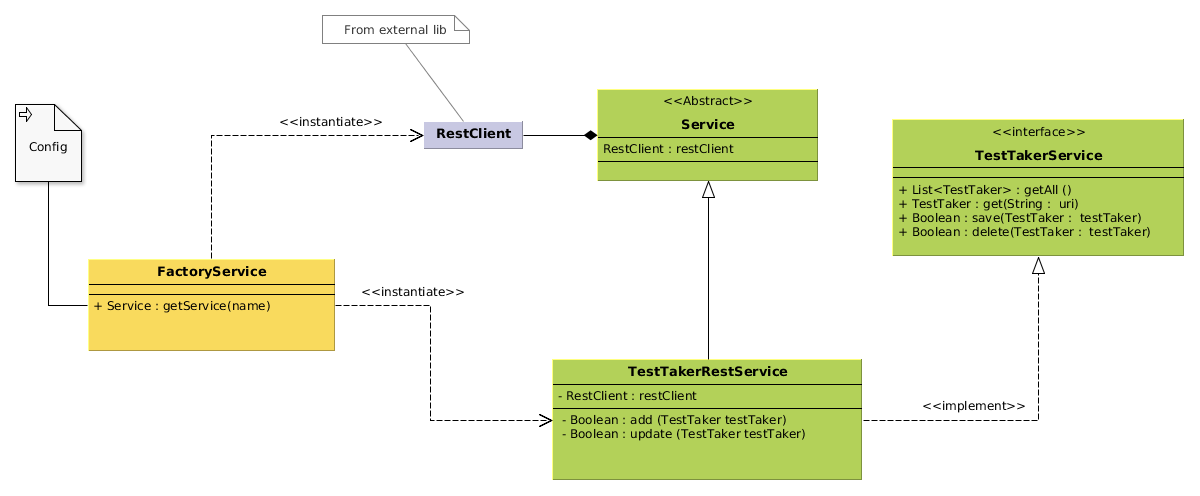 From external lib
Config
<<instantiate>>
RestClient
<<Abstract>>
Service
RestClient : restClient
<<interface>>
TestTakerService
+ List<TestTaker> : getAll ()
+ TestTaker : get(String : uri)
+ Boolean : save(TestTaker : testTaker)
+ Boolean : delete(TestTaker : testTaker)
FactoryService
+ Service : getService(name)
<<instantiate>>
TestTakerRestService
- RestClient : restClient
- Boolean : add (TestTaker testTaker)
- Boolean : update (TestTaker testTaker)
<<implement>>